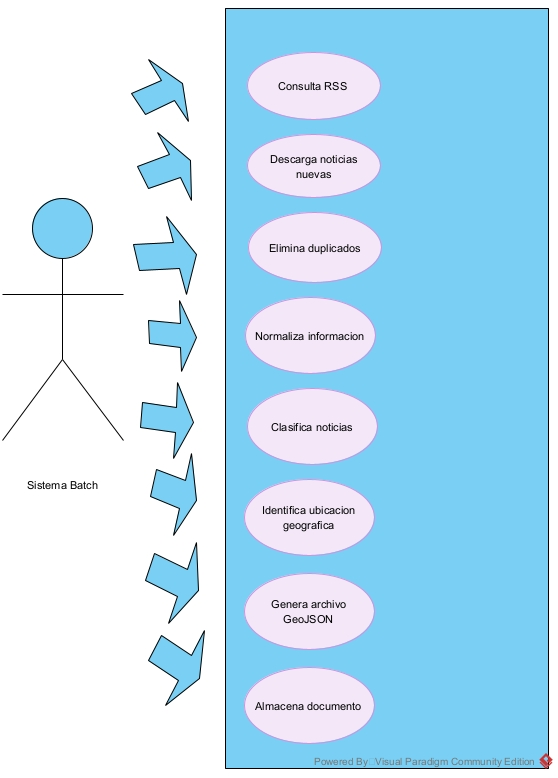 Consulta RSS
Descarga noticias
nuevas
Elimina duplicados
Normaliza informacion
Clasifica noticias
Sistema Batch
Identifica ubicacion
geografica
Genera archivo
GeoJSON
Almacena documento
Powered By Visual Paradigm Community Edition